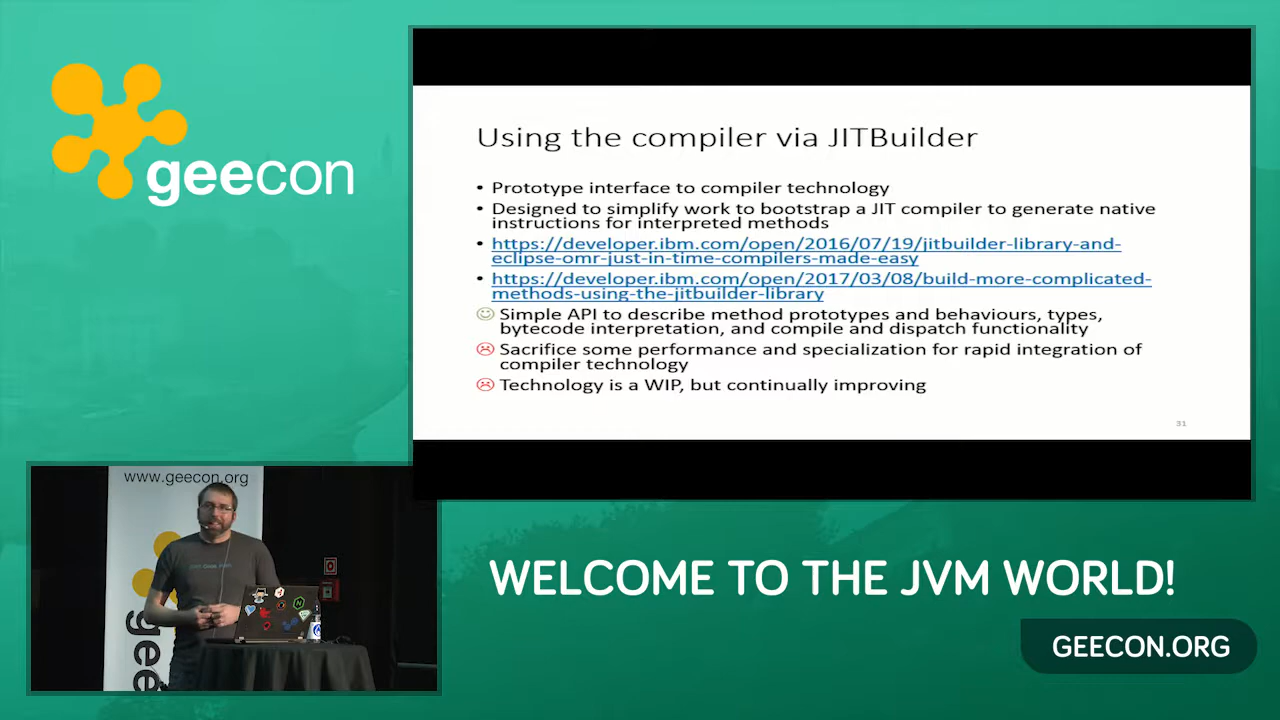 geecon
Using the compiler via JITBuilder
• Prototype interface to compiler technology
• Designed to simplify work to bootstrap a JIT compiler to generate native
instructions for interpreted methods
• https://developer.ibm.com/open/2016/07/19/jitbuilder-library-and-
eclipse-omr-just-in-time-compilers-made-easy
• https://developer.ibm.com/open/2017/03/08/build-more-complicated-
methods-using-the-jitbuilder-library
Simple API to describe method prototypes and behaviours, types,
bytecode interpretation, and compile and dispatch functionality
Sacrifice some performance and specialization for rapid integration of
compiler technology
Technology is a WIP, but continually improving
31
www.geecon.org
gee
WELCOME TO THE JVM WORLD!
GEECON.ORG